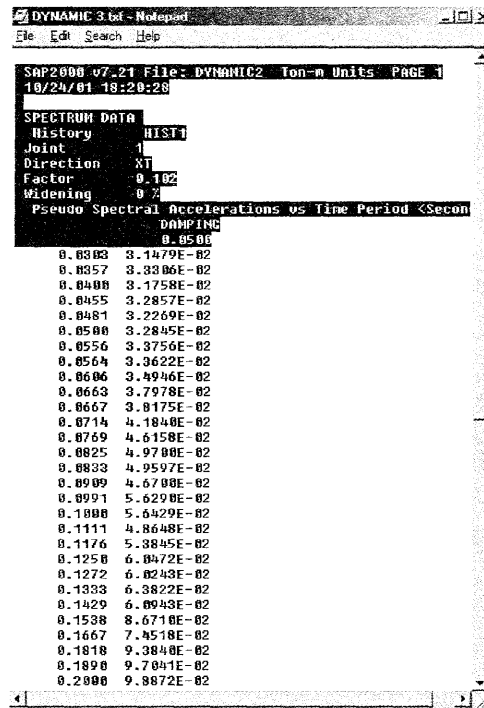 DYNAMIC 3.txt - Notepad
File Edit Search Help
SAP2000 v7.21 File: DYNAMIC2 Ton-m Units PAGE 1
10/24/01 18:20:28
SPECTRUM DATA
History HIST1
Joint 1
Direction XT
Factor 0.102
Widening 0 %
Pseudo Spectral Accelerations vs Time Period <Secon
DAMPING
0.0500
0.0303 3.1479E-02
0.0357 3.3306E-02
0.0400 3.1758E-02
0.0455 3.2857E-02
0.0481 3.2269E-02
0.0500 3.2845E-02
0.0556 3.3756E-02
0.0564 3.3622E-02
0.0606 3.4946E-02
0.0663 3.7978E-02
0.0667 3.8175E-02
0.0714 4.1840E-02
0.0769 4.6158E-02
0.0825 4.9700E-02
0.0833 4.9597E-02
0.0909 4.6700E-02
0.0991 5.6290E-02
0.1000 5.6429E-02
0.1111 4.8648E-02
0.1176 5.3845E-02
0.1250 6.0472E-02
0.1272 6.0243E-02
0.1333 6.3822E-02
0.1429 6.0943E-02
0.1538 8.6710E-02
0.1667 7.4518E-02
0.1818 9.3840E-02
0.1890 9.7041E-02
0.2000 9.8872E-02